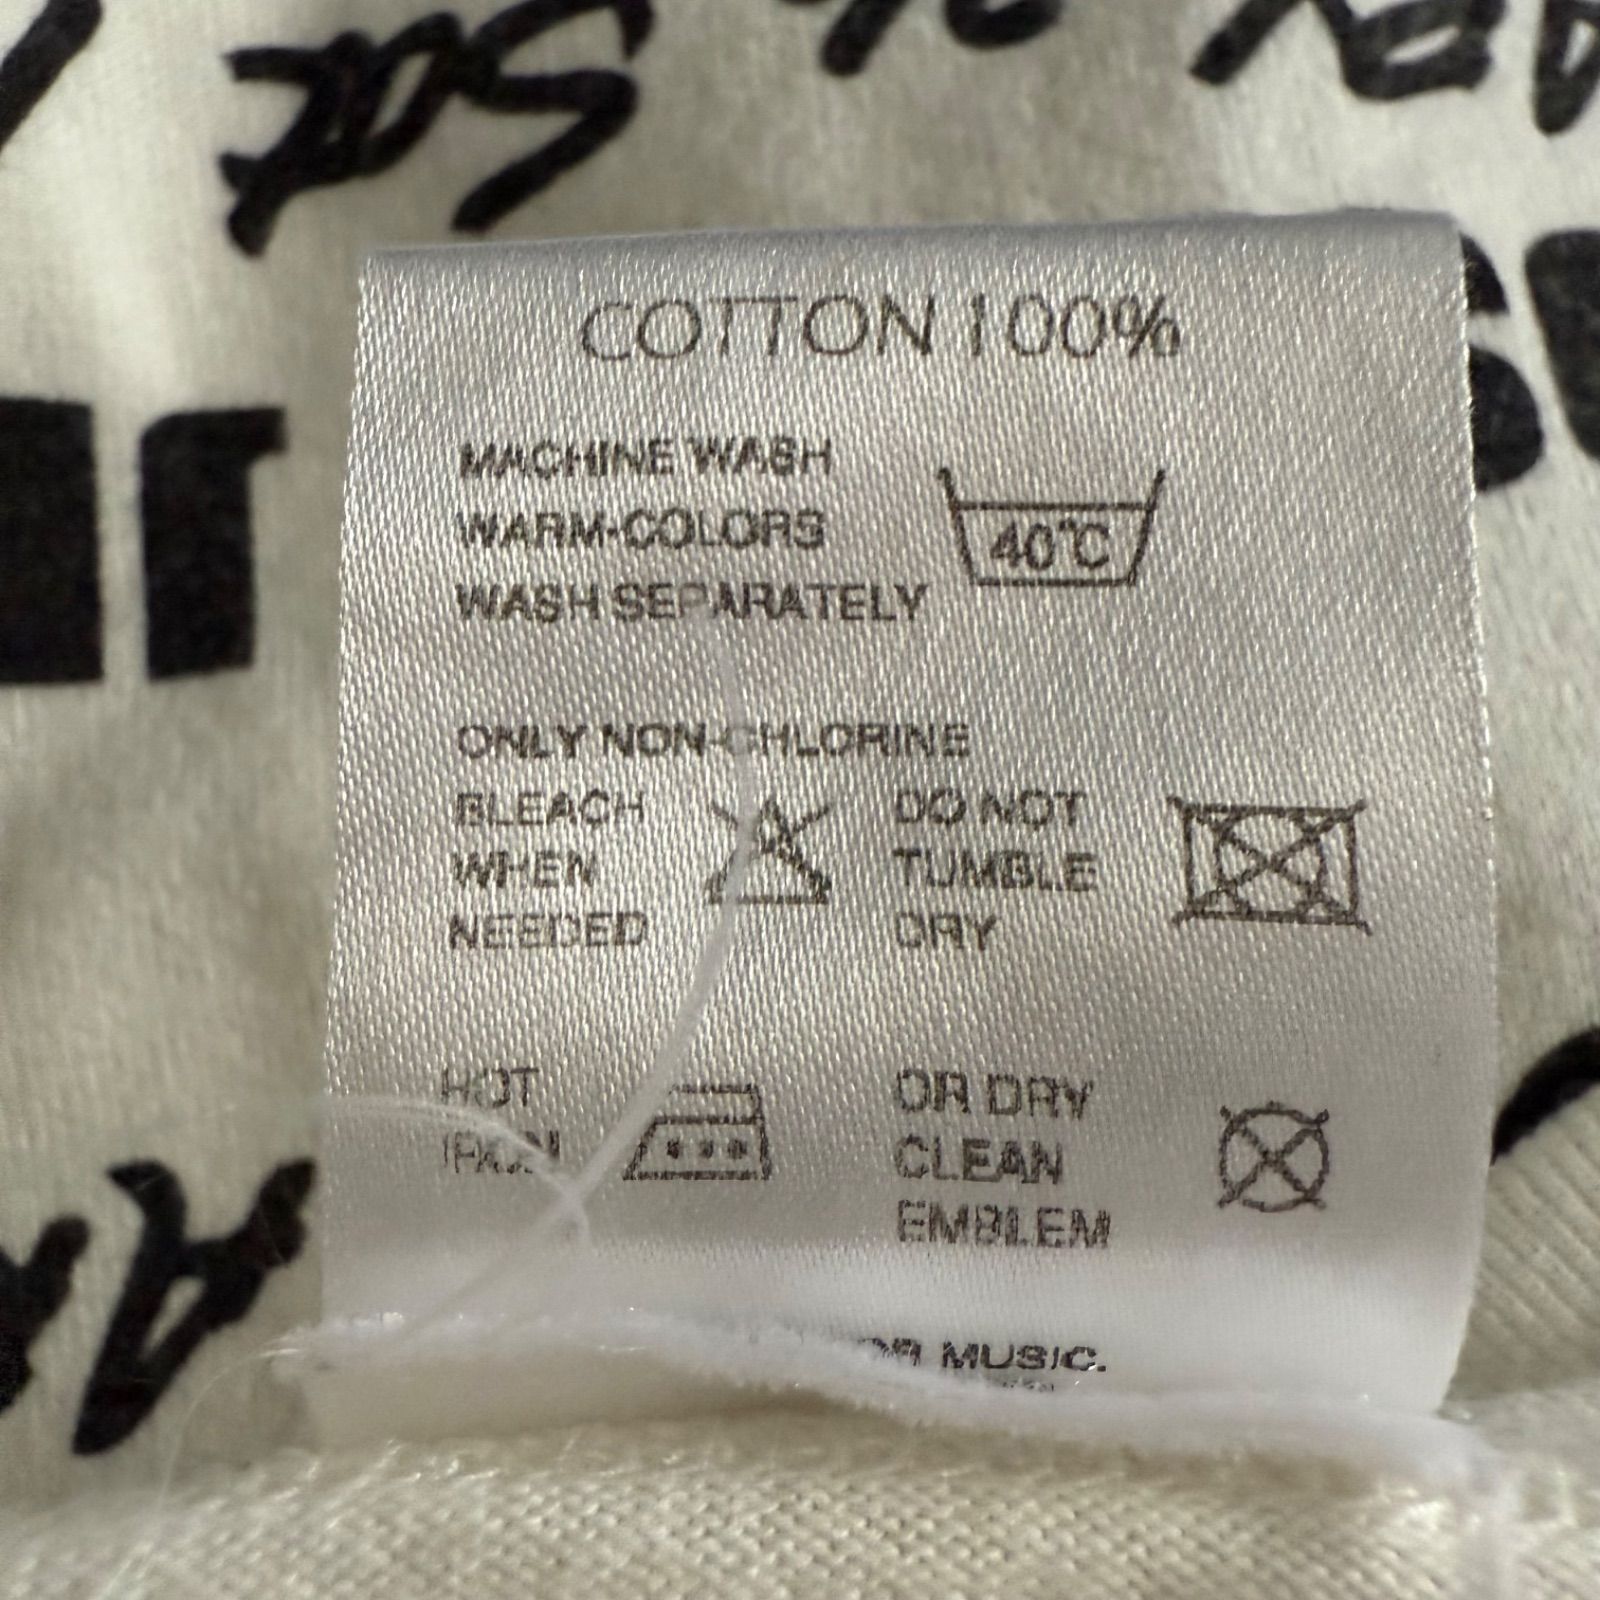 COTTON 100%
MACHINE WASH
WARM-COLORS
WASH SEPARATELY
40°C
ONLY NON-CHLORINE
BLEACH
WHEN
NEEDED
DO NOT
TUMBLE
DRY
HOT
IRON
OR DRY
CLEAN
EMBLEM
MUSIC.